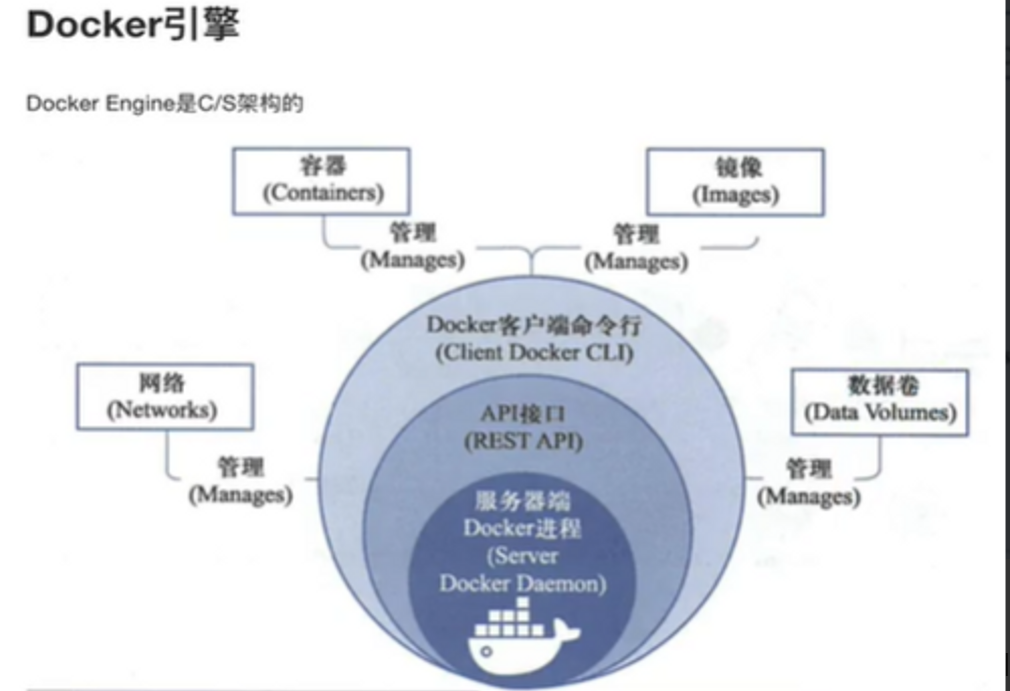 Docker引擎
Docker Engine是C/S架构的
容器
(Containers)
镜像
(Images)
管理
(Manages)
管理
(Manages)
Docker客户端命令行
(Client Docker CLI)
网络
(Networks)
数据卷
(Data Volumes)
API接口
(REST API)
管理
(Manages)
管理
(Manages)
服务器端
Docker进程
(Server
Docker Daemon)